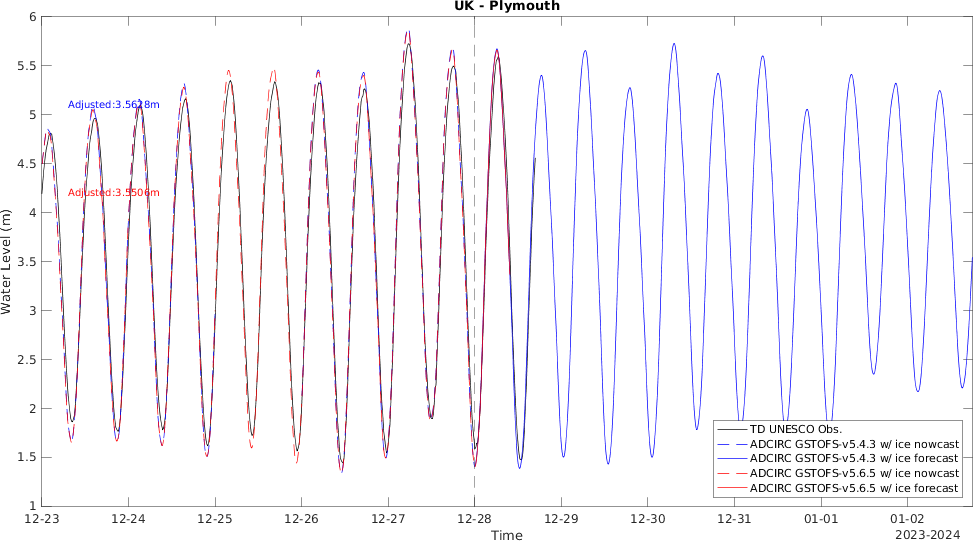 UK - Plymouth
6
5.5
5
4.5
4
3.5
3
2.5
2
1.5
1
Water Level (m)
Adjusted:3.5628m
Adjusted:3.5506m
TD UNESCO Obs.
ADCIRC GSTOFS-v5.4.3 w/ ice nowcast
ADCIRC GSTOFS-v5.4.3 w/ ice forecast
ADCIRC GSTOFS-v5.6.5 w/ ice nowcast
ADCIRC GSTOFS-v5.6.5 w/ ice forecast
12-23 12-24 12-25 12-26 12-27 12-28 12-29 12-30 12-31 01-01 01-02
Time
2023-2024